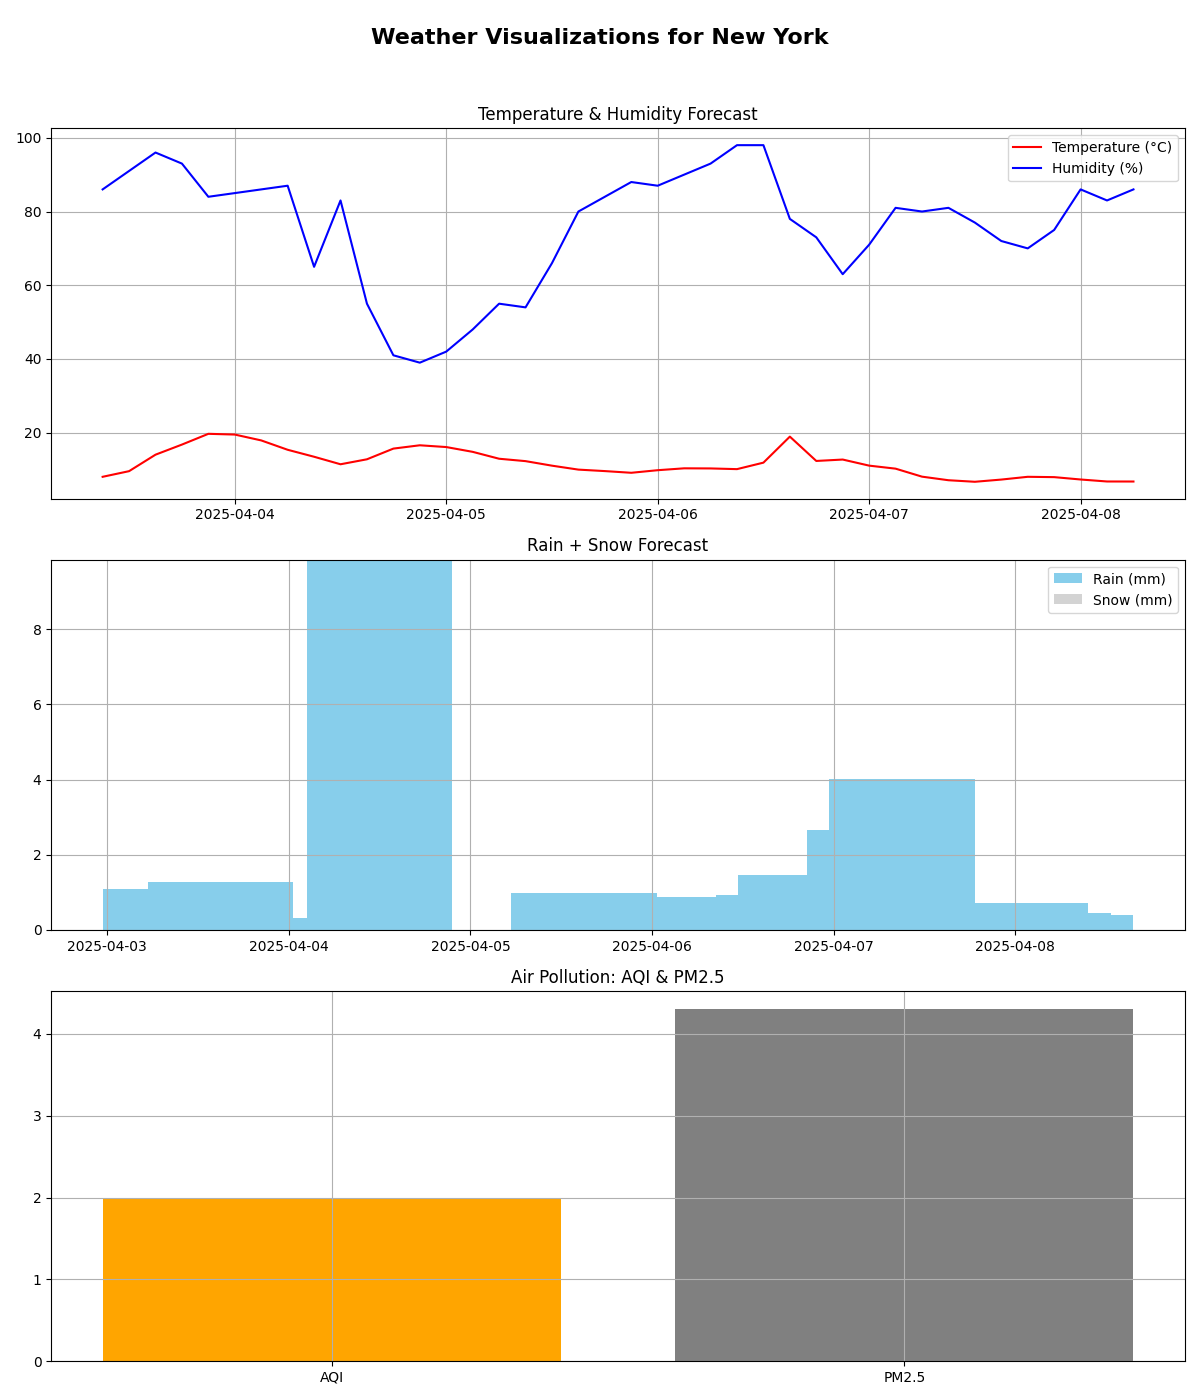 Weather Visualizations for New York
Temperature & Humidity Forecast
Temperature (°C)
Humidity (%)
100
80
60
40
20
2025-04-04 2025-04-05 2025-04-06 2025-04-07 2025-04-08
Rain + Snow Forecast
Rain (mm)
Snow (mm)
8
6
4
2
0
2025-04-03 2025-04-04 2025-04-05 2025-04-06 2025-04-07 2025-04-08
Air Pollution: AQI & PM2.5
4
3
2
1
0
AQI PM2.5